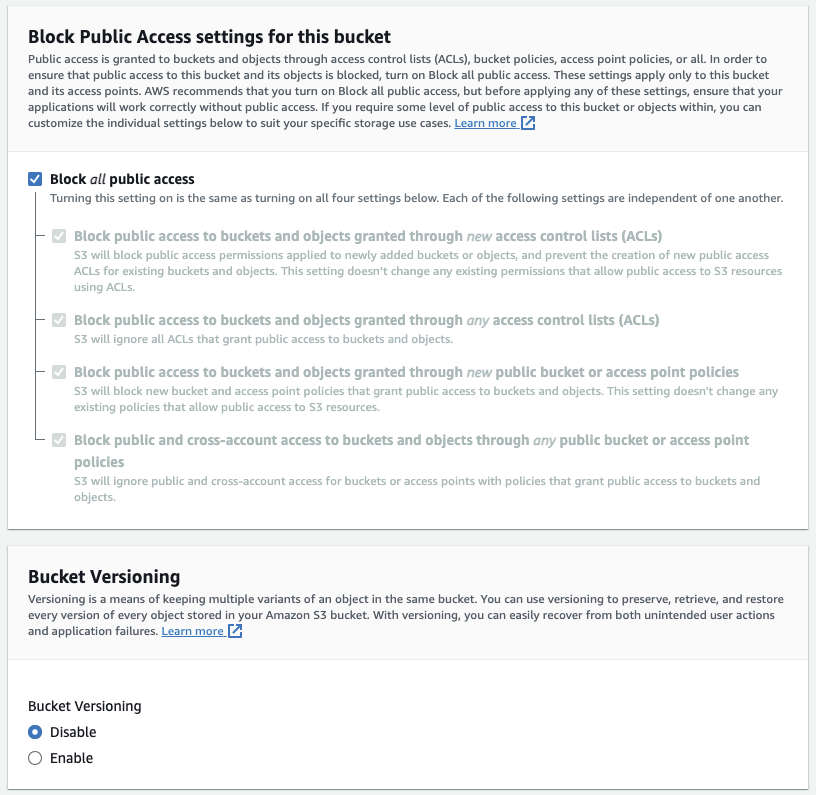 Block Public Access settings for this bucket
Public access is granted to buckets and objects through access control lists (ACLs), bucket policies, access point policies, or all. In order to
ensure that public access to this bucket and its objects is blocked, turn on Block all public access. These settings apply only to this bucket
and its access points. AWS recommends that you turn on Block all public access, but before applying any of these settings, ensure that your
applications will work correctly without public access. If you require some level of public access to this bucket or objects within, you can
customize the individual settings below to suit your specific storage use cases. Learn more
Block all public access
Turning this setting on is the same as turning on all four settings below. Each of the following settings are independent of one another.
Block public access to buckets and objects granted through new access control lists (ACLs)
S3 will block public access permissions applied to newly added buckets or objects, and prevent the creation of new public access
ACLs for existing buckets and objects. This setting doesn't change any existing permissions that allow public access to S3 resources
using ACLs.
Block public access to buckets and objects granted through any access control lists (ACLs)
S3 will ignore all ACLs that grant public access to buckets and objects.
Block public access to buckets and objects granted through new public bucket or access point policies
S3 will block new bucket and access point policies that grant public access to buckets and objects. This setting doesn't change any
existing policies that allow public access to S3 resources.
Block public and cross-account access to buckets and objects through any public bucket or access point
policies
S3 will ignore public and cross-account access for buckets or access points with policies that grant public access to buckets and
objects.
Bucket Versioning
Versioning is a means of keeping multiple variants of an object in the same bucket. You can use versioning to preserve, retrieve, and restore
every version of every object stored in your Amazon S3 bucket. With versioning, you can easily recover from both unintended user actions
and application failures. Learn more
Bucket Versioning
Disable
Enable